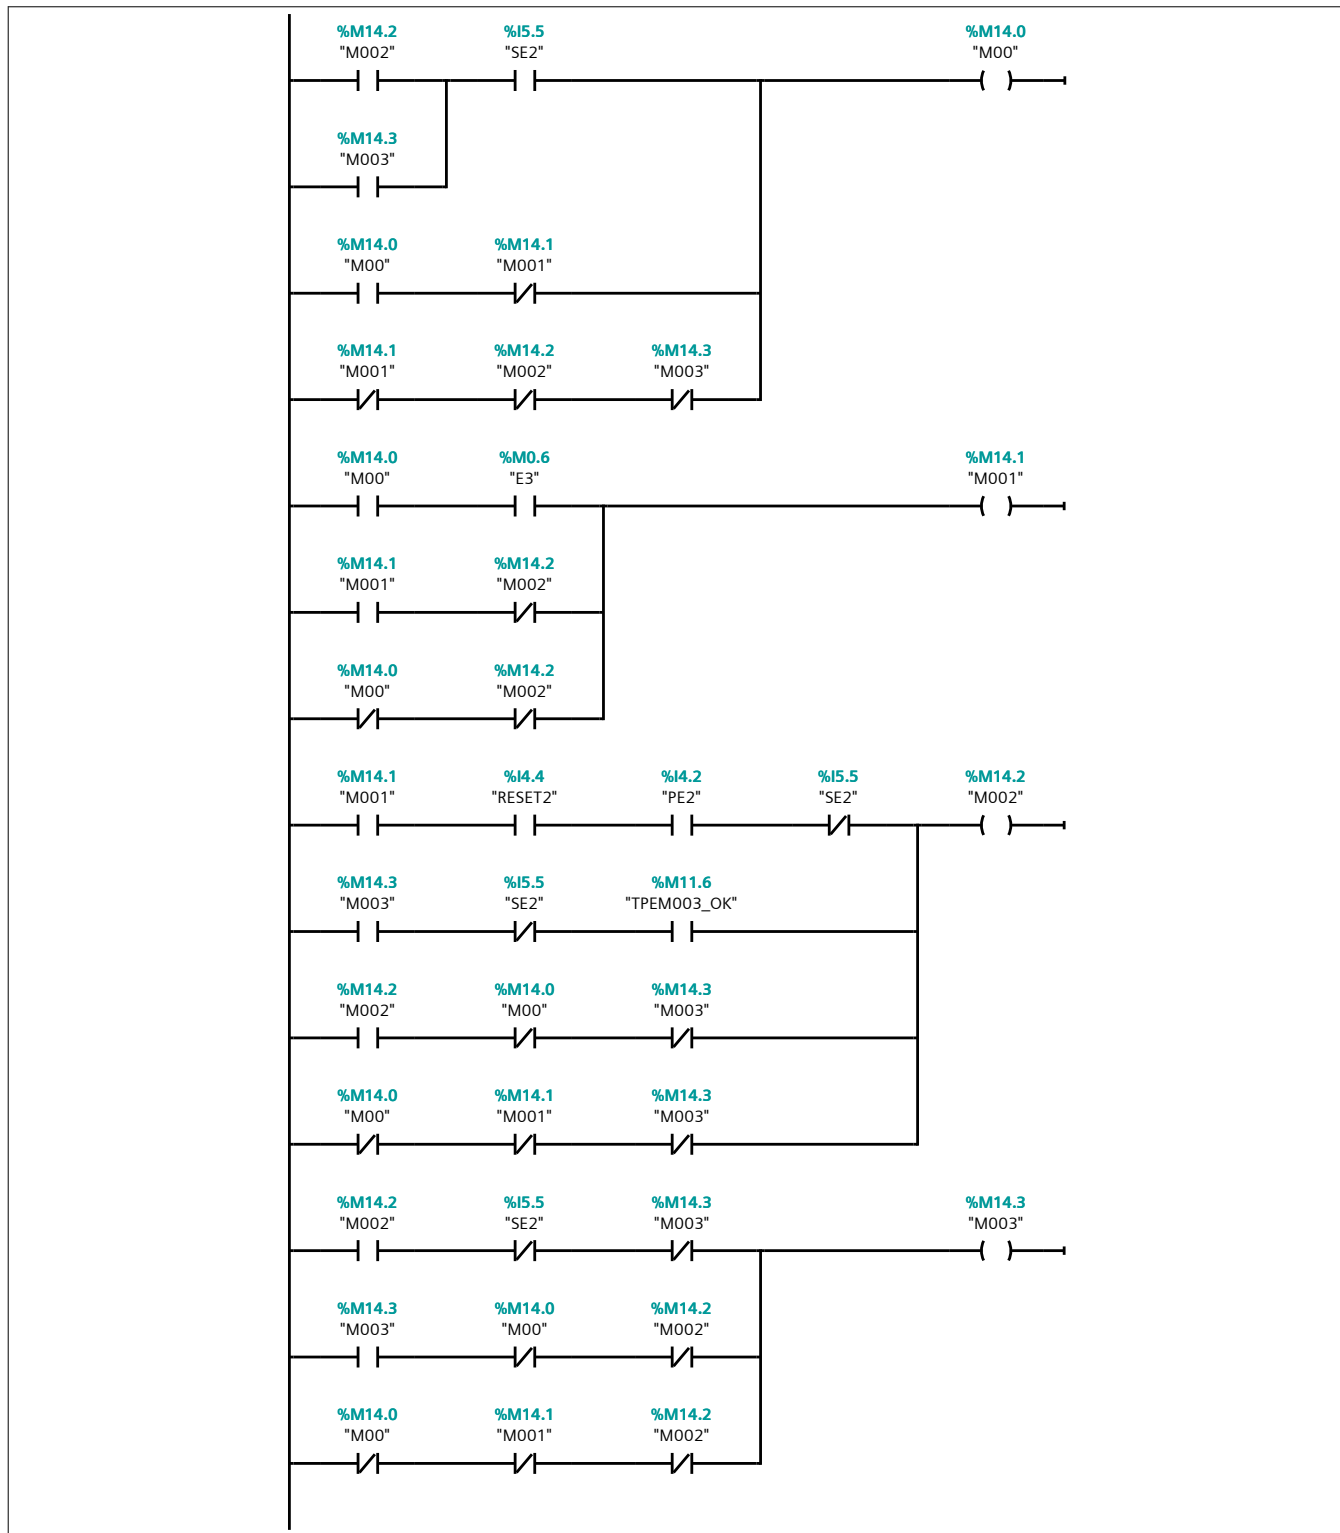 %M14.2 %I5.5 %M14.0
"M002" "SE2" "M00"
%M14.3
"M003"
%M14.0 %M14.1
"M00" "M001"
%M14.1 %M14.2 %M14.3
"M001" "M002" "M003"
%M14.0 %M0.6 %M14.1
"M00" "E3" "M001"
%M14.1 %M14.2
"M001" "M002"
%M14.0 %M14.2
"M00" "M002"
%M14.1 %I4.4 %I4.2 %I5.5 %M14.2
"M001" "RESET2" "PE2" "SE2" "M002"
%M14.3 %I5.5 %M11.6
"M003" "SE2" "TPEM003_OK"
%M14.2 %M14.0 %M14.3
"M002" "M00" "M003"
%M14.0 %M14.1 %M14.3
"M00" "M001" "M003"
%M14.2 %I5.5 %M14.3 %M14.3
"M002" "SE2" "M003" "M003"
%M14.3 %M14.0 %M14.2
"M003" "M00" "M002"
%M14.0 %M14.1 %M14.2
"M00" "M001" "M002"